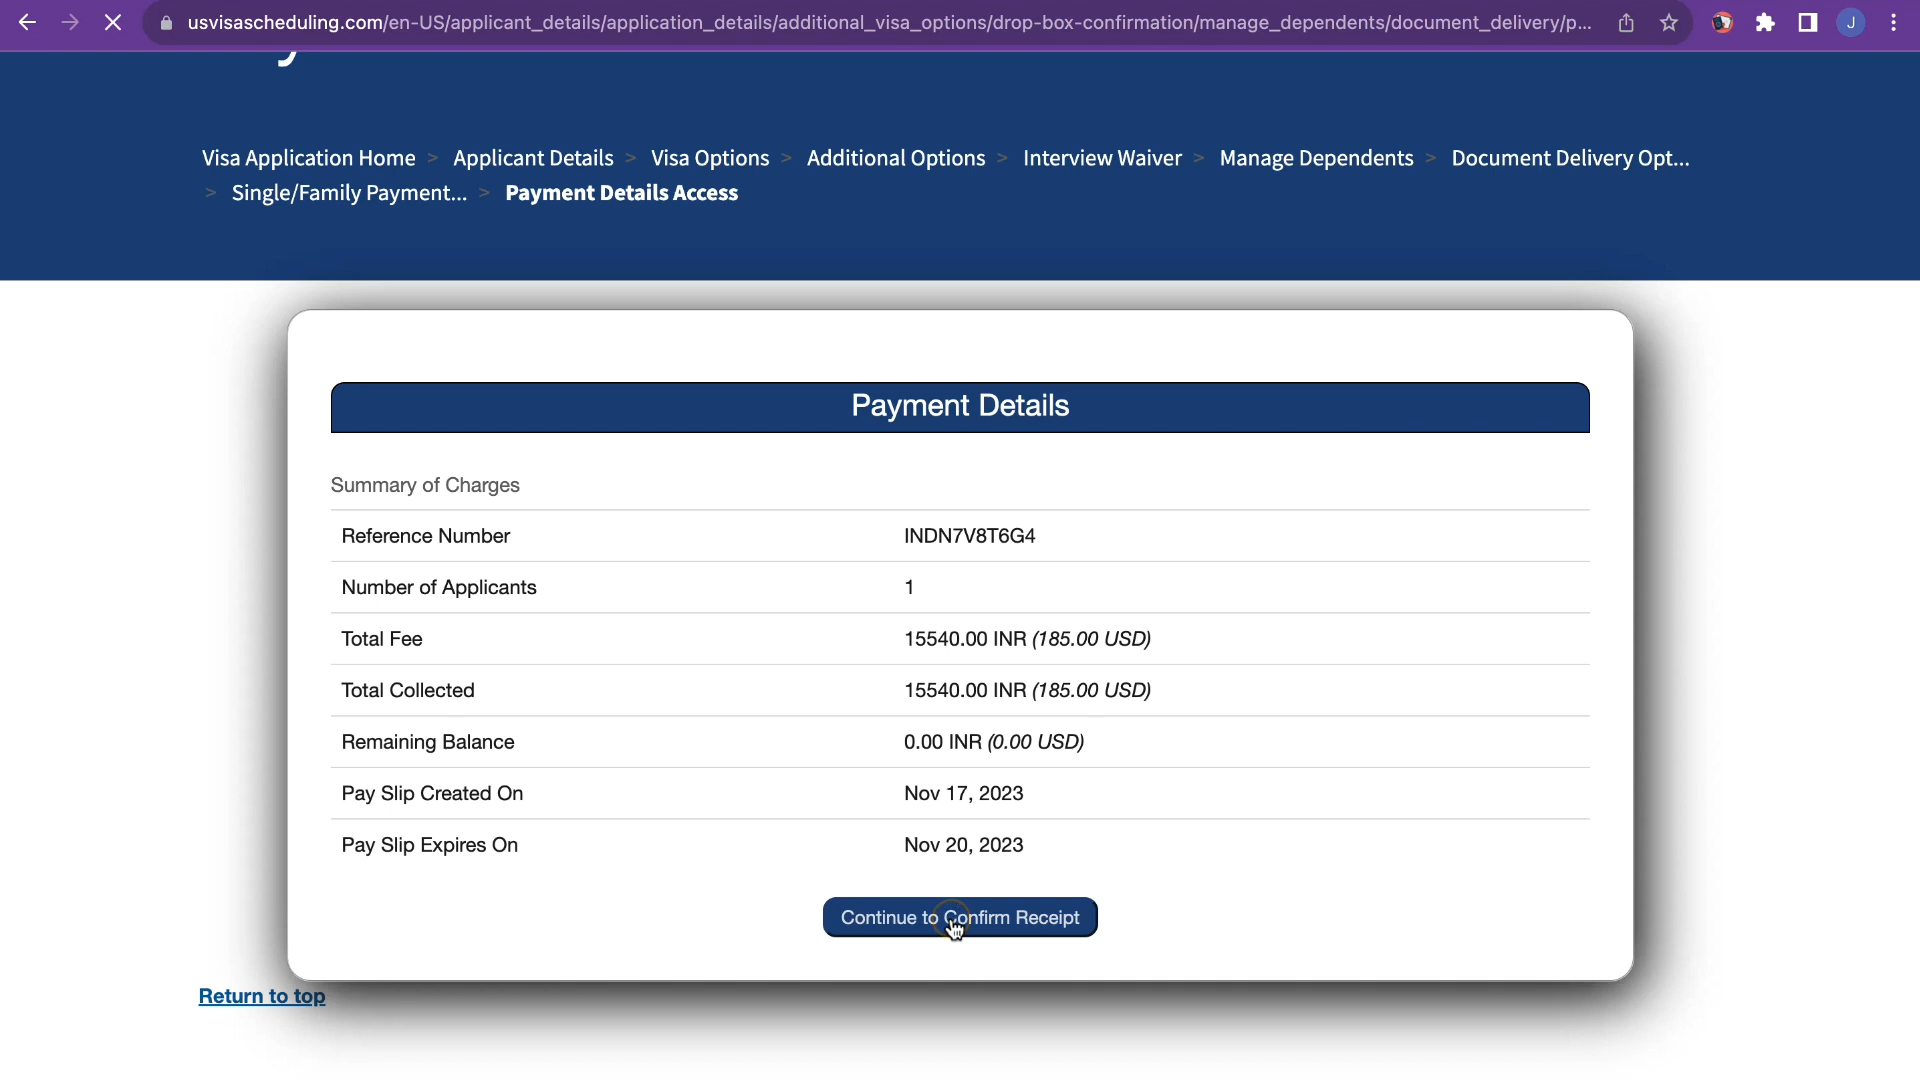 usvisascheduling.com/en-US/applicant_details/application_details/additional_visa_options/drop-box-confirmation/manage_dependents/document_delivery/p...
J
Visa Application Home > Applicant Details > Visa Options > Additional Options > Interview Waiver > Manage Dependents > Document Delivery Opt...
> Single/Family Payment... > Payment Details Access
Payment Details
Summary of Charges
Reference Number INDN7V8T6G4
Number of Applicants 1
Total Fee 15540.00 INR (185.00 USD)
Total Collected 15540.00 INR (185.00 USD)
Remaining Balance 0.00 INR (0.00 USD)
Pay Slip Created On Nov 17, 2023
Pay Slip Expires On Nov 20, 2023
Continue to Confirm Receipt
Return to top